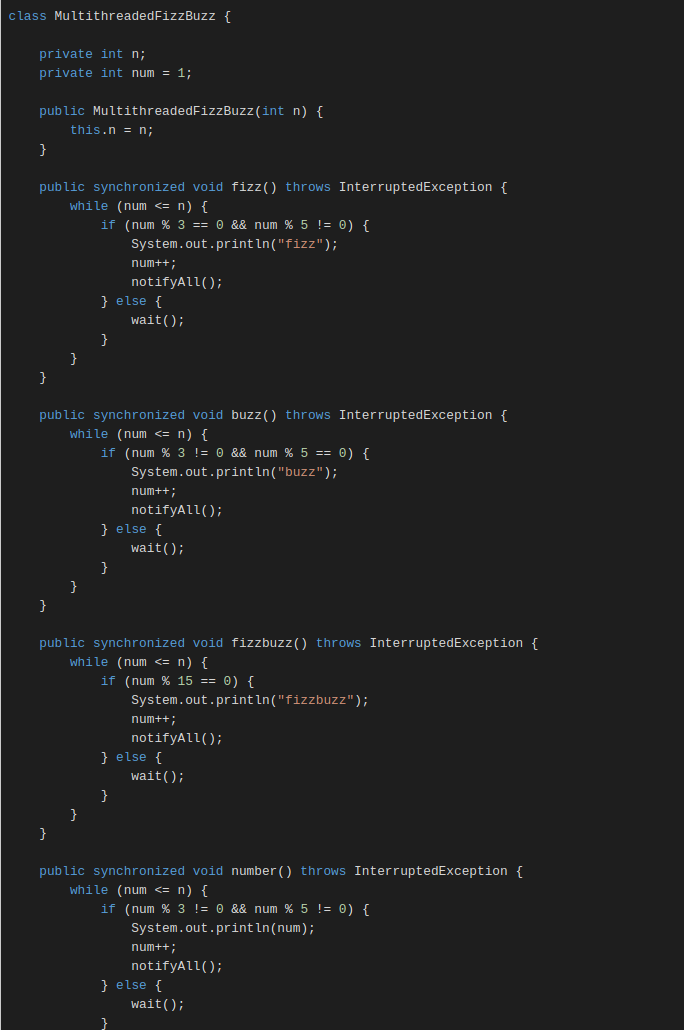 class MultithreadedFizzBuzz {
private int n;
private int num = 1;
public MultithreadedFizzBuzz(int n) {
this.n = n;
}
public synchronized void fizz() throws InterruptedException {
while (num <= n) {
if (num % 3 == 0 && num % 5 != 0) {
System.out.println("fizz");
num++;
notifyAll();
} else {
wait();
}
}
}
public synchronized void buzz() throws InterruptedException {
while (num <= n) {
if (num % 3 != 0 && num % 5 == 0) {
System.out.println("buzz");
num++;
notifyAll();
} else {
wait();
}
}
}
public synchronized void fizzbuzz() throws InterruptedException {
while (num <= n) {
if (num % 15 == 0) {
System.out.println("fizzbuzz");
num++;
notifyAll();
} else {
wait();
}
}
}
public synchronized void number() throws InterruptedException {
while (num <= n) {
if (num % 3 != 0 && num % 5 != 0) {
System.out.println(num);
num++;
notifyAll();
} else {
wait();
}